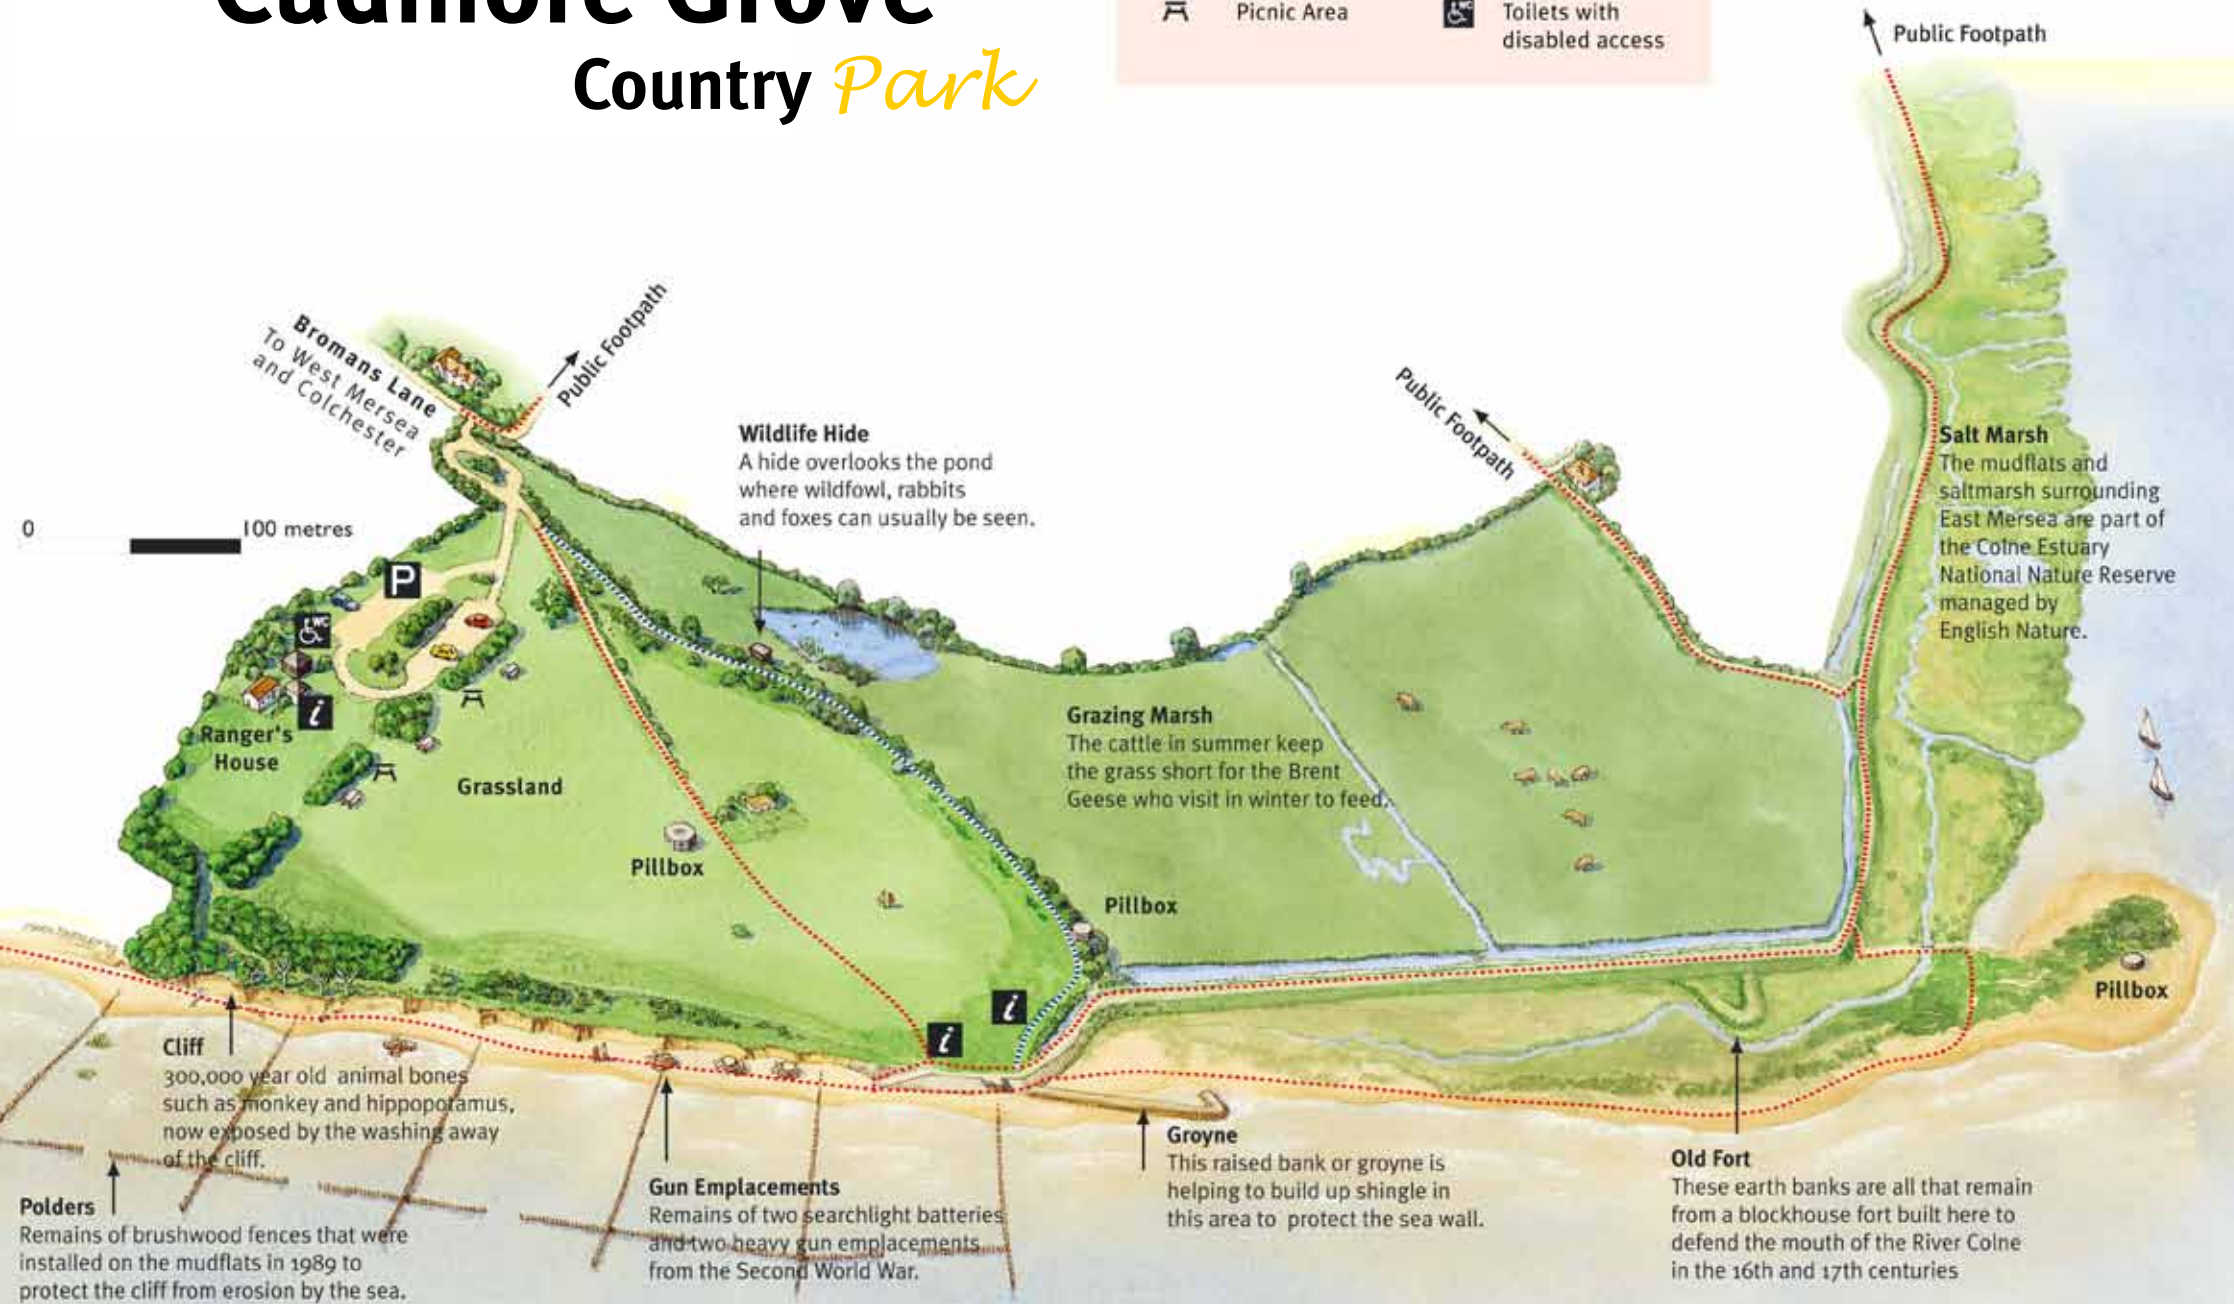 Cudmore Grove
Country Park
Picnic Area
Toilets with
disabled access
Public Footpath
Bromans Lane
To West Mersea
and Colchester
Public Footpath
Wildlife Hide
A hide overlooks the pond
where wildfowl, rabbits
and foxes can usually be seen.
Public Footpath
Salt Marsh
The mudflats and
saltmarsh surrounding
East Mersea are part of
the Colne Estuary
National Nature Reserve
managed by
English Nature.
0
100 metres
P
WC
i
Ranger's
House
Grassland
Grazing Marsh
The cattle in summer keep
the grass short for the Brent
Geese who visit in winter to feed.
Pillbox
Pillbox
Pillbox
i
i
Cliff
300,000 year old animal bones
such as monkey and hippopotamus,
now exposed by the washing away
of the cliff.
Polders
Remains of brushwood fences that were
installed on the mudflats in 1989 to
protect the cliff from erosion by the sea.
Gun Emplacements
Remains of two searchlight batteries
and two heavy gun emplacements
from the Second World War.
Groyne
This raised bank or groyne is
helping to build up shingle in
this area to protect the sea wall.
Old Fort
These earth banks are all that remain
from a blockhouse fort built here to
defend the mouth of the River Colne
in the 16th and 17th centuries